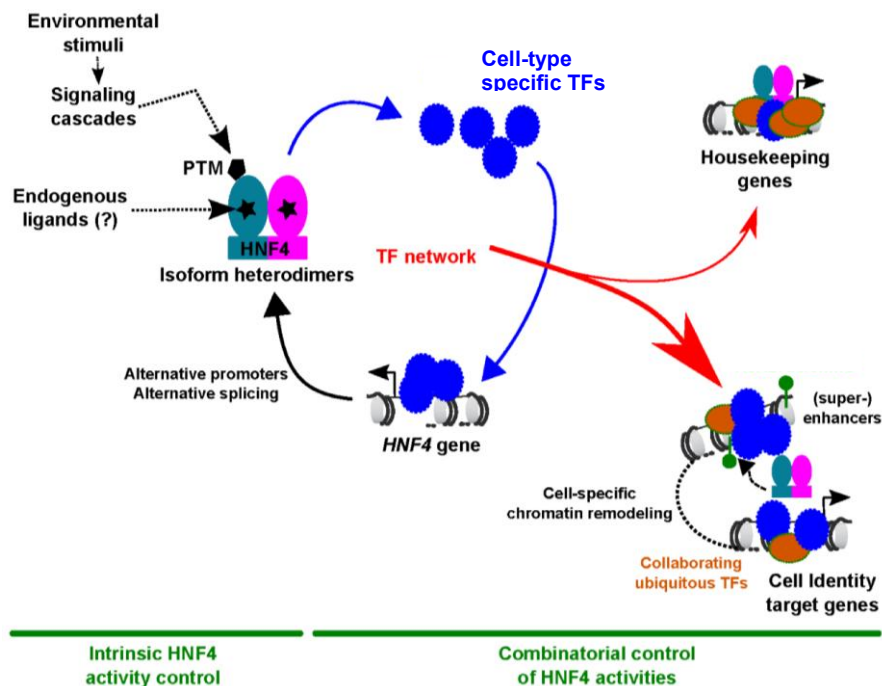 Environmental
stimuli
Signaling
cascades
PTM
Endogenous
ligands (?)
HNF4
Isoform heterodimers
Cell-type
specific TFs
Housekeeping
genes
TF network
Alternative promoters
Alternative splicing
HNF4 gene
(super-)
enhancers
Cell-specific
chromatin remodeling
Collaborating
ubiquitous TFs
Cell Identity
target genes
Intrinsic HNF4
activity control
Combinatorial control
of HNF4 activities